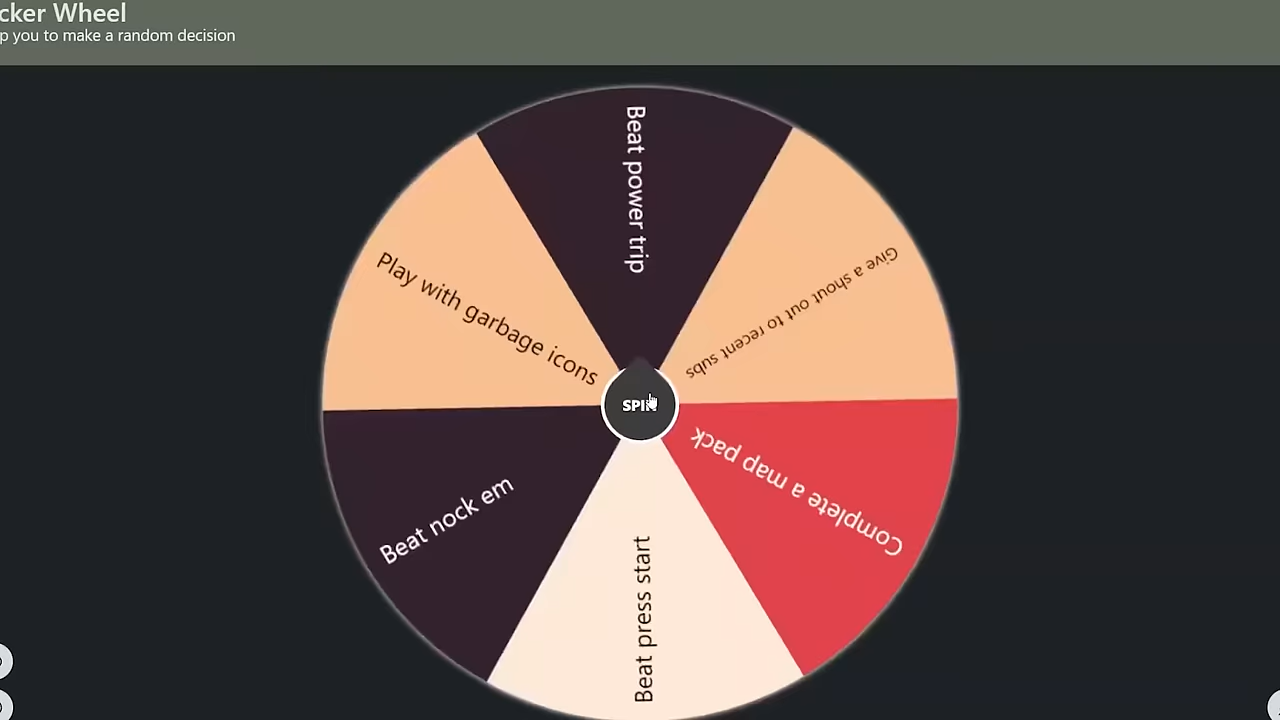 cker Wheel
p you to make a random decision
Beat power trip
Give a shout out to recent subs
Play with garbage icons
SPIN
Complete a map pack
Beat nock em
Beat press start